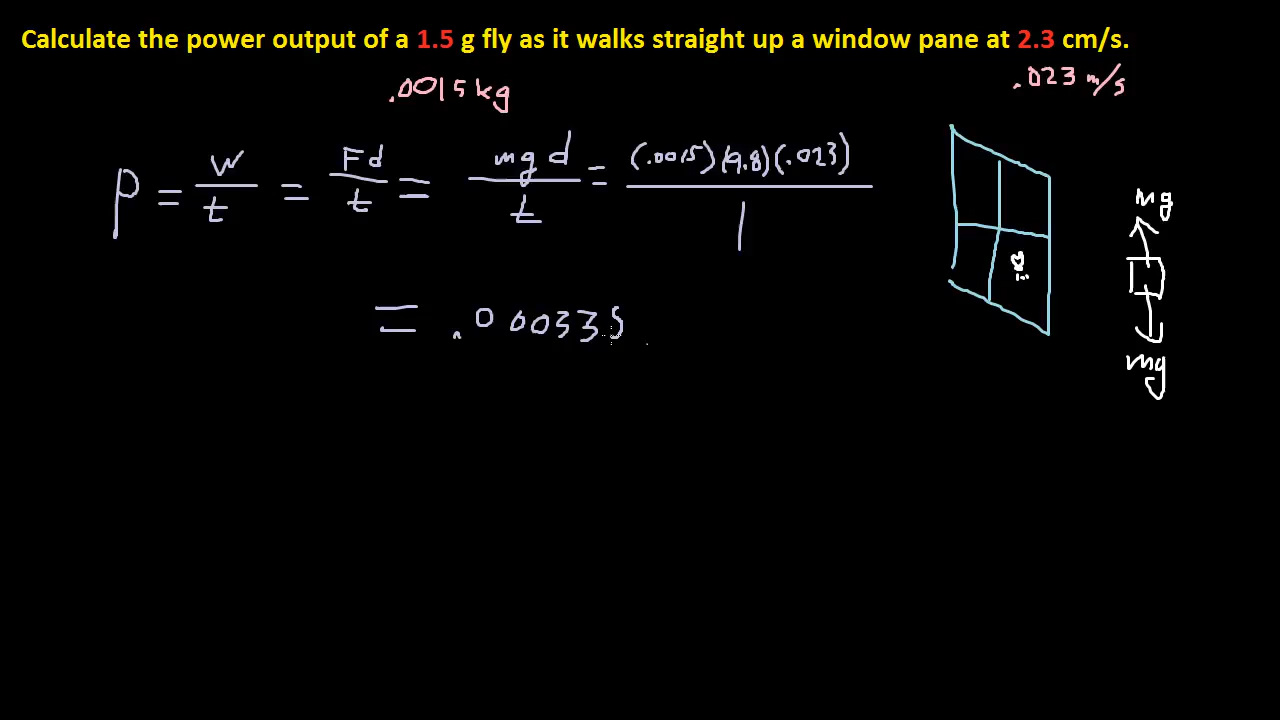 Calculate the power output of a 1.5 g fly as it walks straight up a window pane at 2.3 cm/s.
.0015 kg .023 m/s
P = W/t = Fd/t = mgd/t = (.0015)(9.8)(.023)/1
mg
= .000335
mg